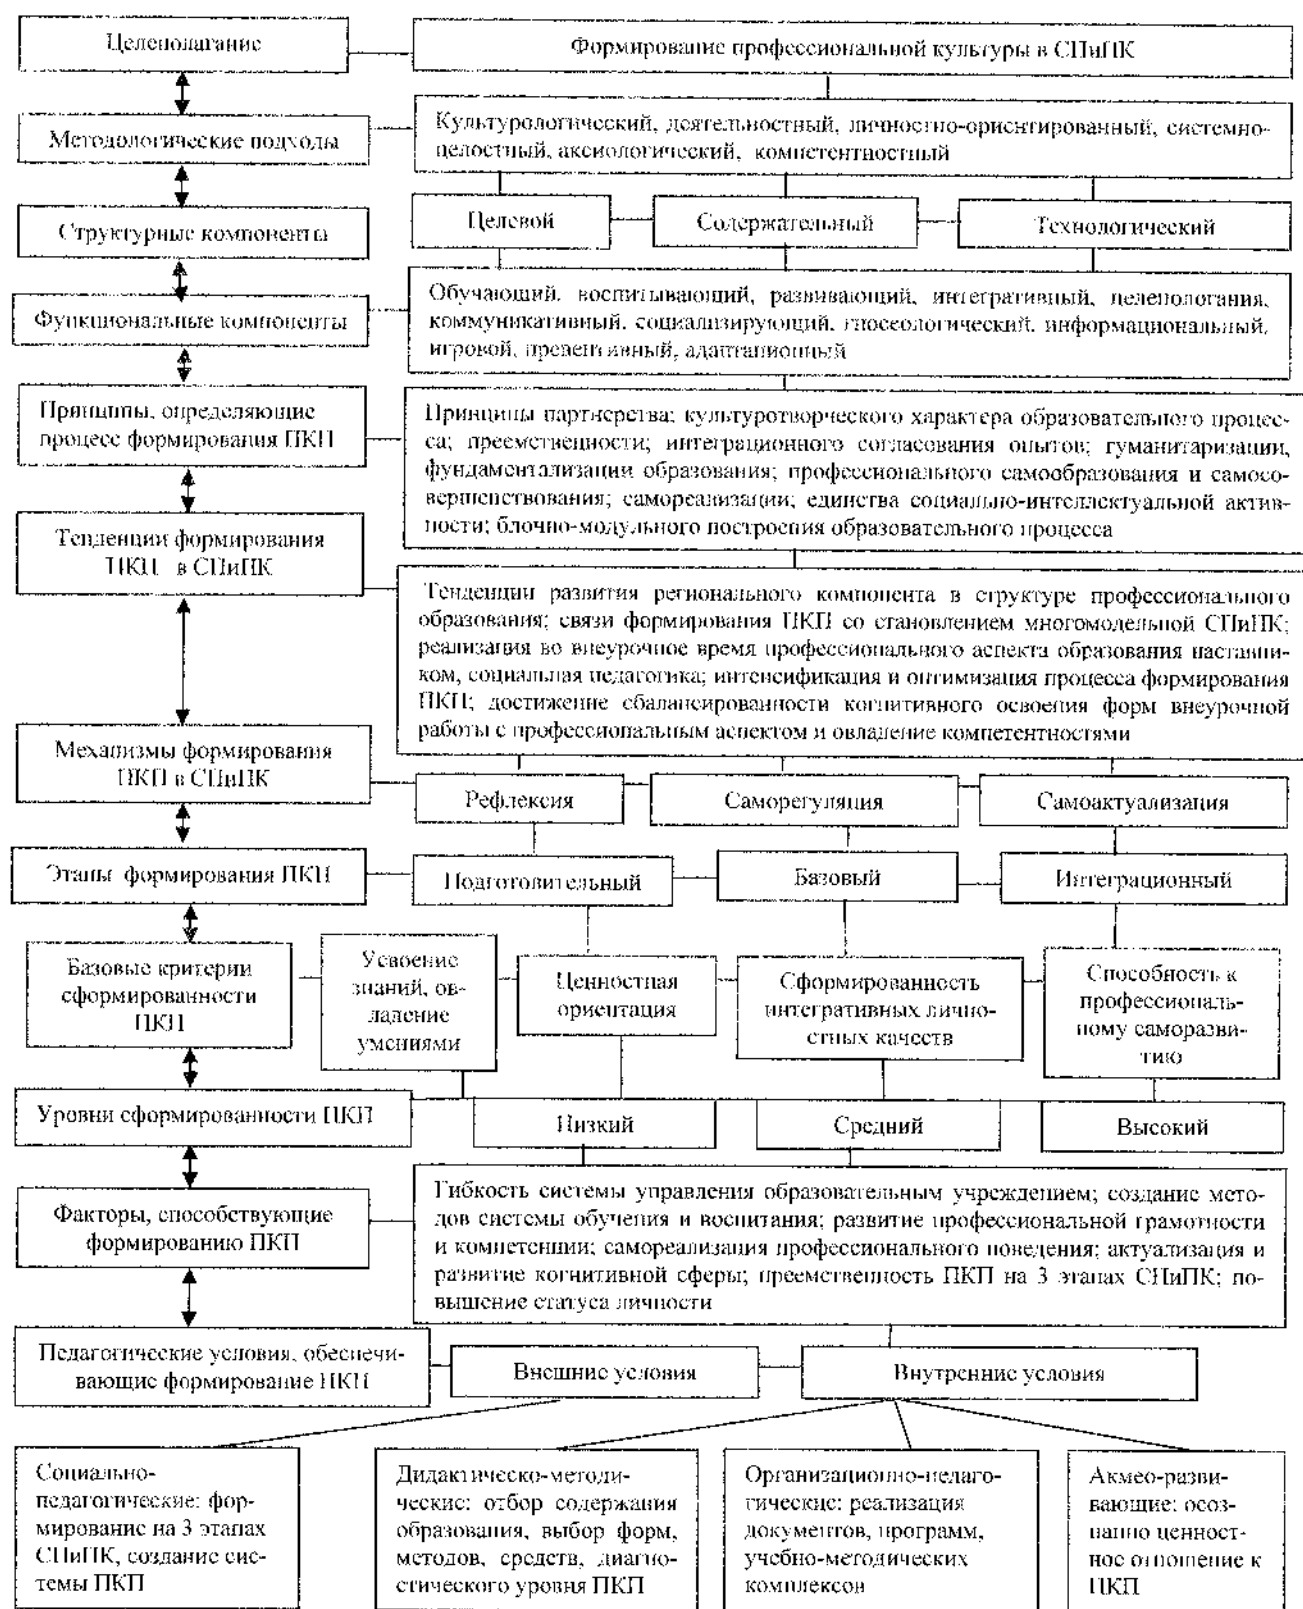 Целеполагание
Формирование профессиональной культуры в СПиПК
Методологические подходы
Культурологический, деятельностный, личностно-ориентированный, системно-
целостный, аксиологический, компетентностный
Структурные компоненты
Целевой
Содержательный
Технологический
Функциональные компоненты
Обучающий, воспитывающий, развивающий, интегративный, целепологания,
коммуникативный, социализирующий, гносеологический, информациональный,
игровой, превентивный, адаптационный
Принципы, определяющие
процесс формирования ПКП
Принципы партнерства; культуротворческого характера образовательного процес-
са; преемственности; интеграционного согласования опытов; гуманитаризации,
фундаментализации образования; профессионального самообразования и самосо-
вершенствования; самореализации; единства социально-интеллектуальной актив-
ности; блочно-модульного построения образовательного процесса
Тенденции формирования
ПКП в СПиПК
Тенденции развития регионального компонента в структуре профессионального
образования; связи формирования ПКП со становлением многомодельной СПиПК;
реализация во внеурочное время профессионального аспекта образования наставни-
ком, социальная педагогика; интенсификация и оптимизация процесса формирования
ПКП; достижение сбалансированности когнитивного освоения форм внеурочной
работы с профессиональным аспектом и овладение компетентностями
Механизмы формирования
ПКП в СПиПК
Рефлексия
Саморегуляция
Самоактуализация
Этапы формирования ПКП
Подготовительный
Базовый
Интеграционный
Базовые критерии
сформированности
ПКП
Усвоение
знаний, ов-
ладение
умениями
Ценностная
ориентация
Сформированность
интегративных лично-
стных качеств
Способность к
профессиональ-
ному саморазви-
тию
Уровни сформированности ПКП
Низкий
Средний
Высокий
Факторы, способствующие
формированию ПКП
Гибкость системы управления образовательным учреждением; создание мето-
дов системы обучения и воспитания; развитие профессиональной грамотности
и компетенции; самореализация профессионального поведения; актуализация и
развитие когнитивной сферы; преемственность ПКП на 3 этапах СПиПК; по-
вышение статуса личности
Педагогические условия, обеспечи-
вающие формирование ПКП
Внешние условия
Внутренние условия
Социально-
педагогические: фор-
мирование на 3 этапах
СПиПК, создание сис-
темы ПКП
Дидактическо-методи-
ческие: отбор содержания
образования, выбор форм,
методов, средств, диагно-
стического уровня ПКП
Организационно-педаго-
гические: реализация
документов, программ,
учебно-методических
комплексов
Акмео-разви-
вающие: осоз-
нанно ценност-
ное отношение к
ПКП